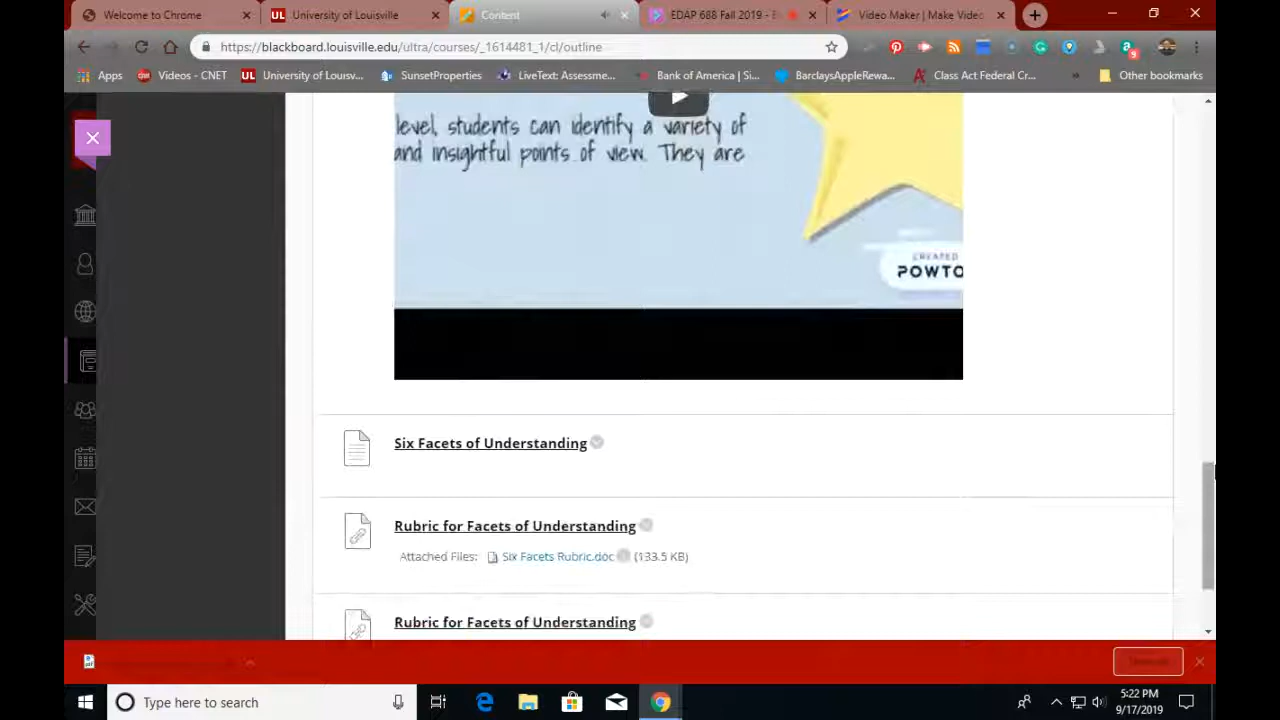 Welcome to Chrome
University of Louisville
Content
EDAP 688 Fall 2019 - E
Video Maker | Make Video
https://blackboard.louisville.edu/ultra/courses/_1614481_1/cl/outline
9
Apps
Videos - CNET
University of Louisv...
SunsetProperties
LiveText: Assessme...
Bank of America | Si...
BarclaysAppleRewa...
Class Act Federal Cr...
»
Other bookmarks
level, students can identify a variety of
and insightful points of view. They are
CREATED
POWTO
Six Facets of Understanding
Rubric for Facets of Understanding
Attached Files: Six Facets Rubric.doc (133.5 KB)
Rubric for Facets of Understanding
Type here to search
5:22 PM
9/17/2019